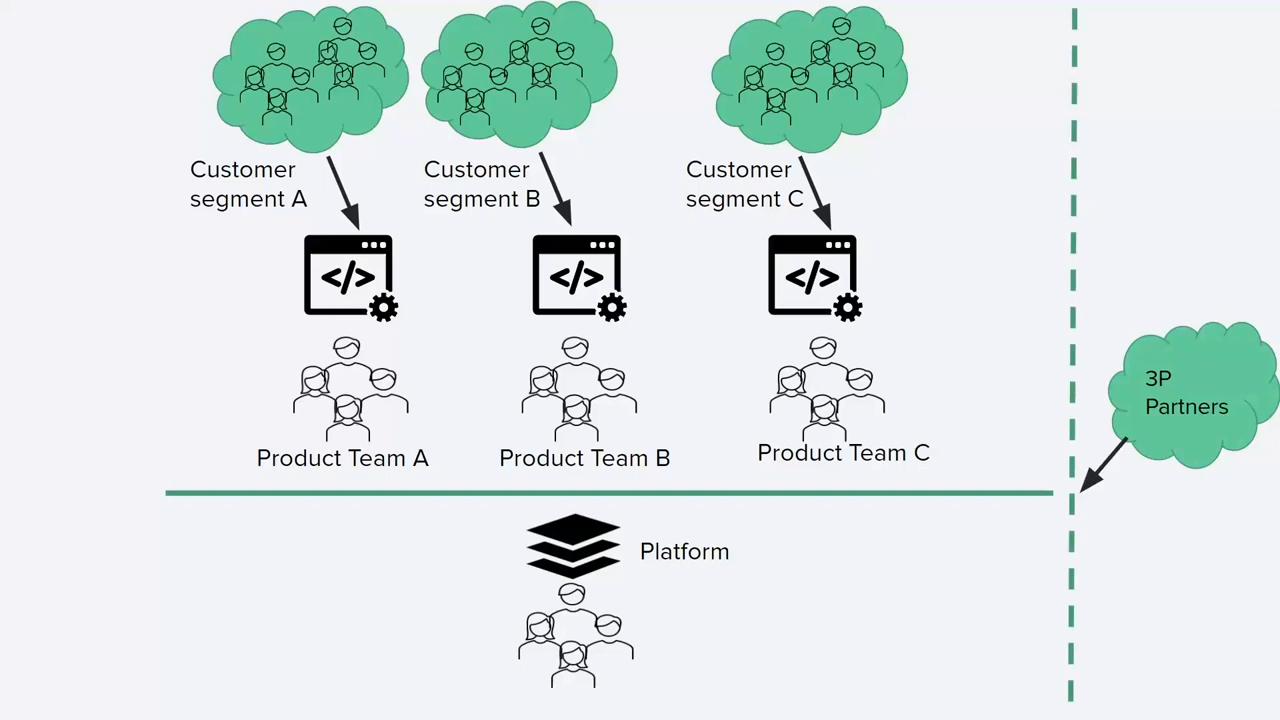 Customer
segment A
Customer
segment B
Customer
segment C
</>
</>
</>
Product Team A
Product Team B
Product Team C
3P
Partners
Platform